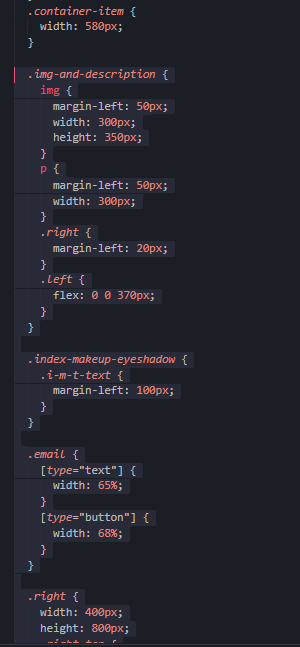 .container-item {
width: 580px;
}
.img-and-description {
img {
margin-left: 50px;
width: 300px;
height: 350px;
}
p {
margin-left: 50px;
width: 300px;
}
.right {
margin-left: 20px;
}
.left {
flex: 0 0 370px;
}
}
.index-makeup-eyeshadow {
.i-m-t-text {
margin-left: 100px;
}
}
.email {
[type="text"] {
width: 65%;
}
[type="button"] {
width: 68%;
}
}
.right {
width: 400px;
height: 800px;
.right-top {